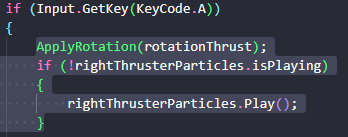 if (Input.GetKey(KeyCode.A))
{
    ApplyRotation(rotationThrust);
    if (!rightThrusterParticles.isPlaying)
    {
        rightThrusterParticles.Play();
    }